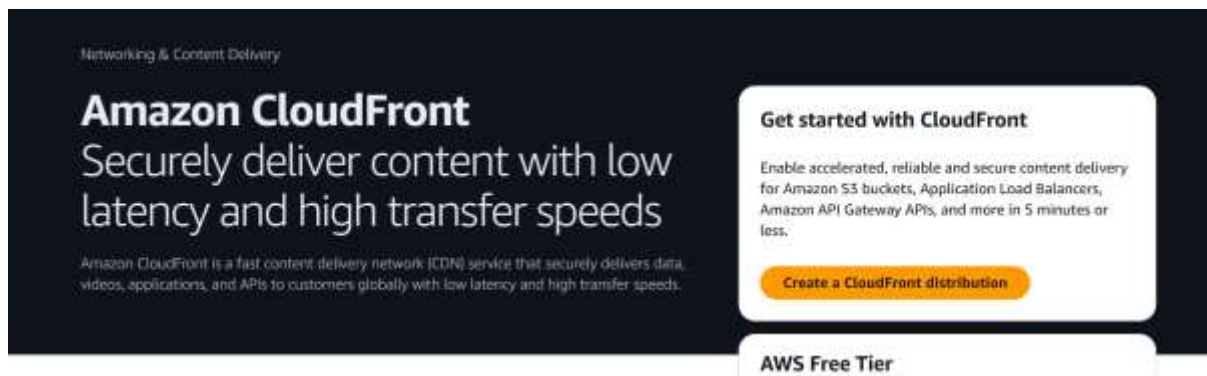 Networking & Content Delivery
Amazon CloudFront
Securely deliver content with low
latency and high transfer speeds
Amazon CloudFront is a fast content delivery network (CDN) service that securely delivers data,
videos, applications, and APIs to customers globally with low latency and high transfer speeds.
Get started with CloudFront
Enable accelerated, reliable and secure content delivery
for Amazon S3 buckets, Application Load Balancers,
Amazon API Gateway APIs, and more in 5 minutes or
less.
Create a CloudFront distribution
AWS Free Tier